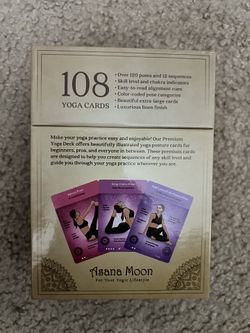 108
YOGA CARDS
• Over 120 poses and 12 sequences
• Skill level and chakra indicators
• Easy-to-read alignment cues
• Color-coded pose categories
• Beautiful extra-large cards
• Luxurious linen finish
Make your yoga practice easy and enjoyable! Our Premium
Yoga Deck offers beautifully illustrated yoga posture cards for
beginners, pros, and everyone in between. These premium cards
are designed to help you create sequences of any skill level and
guide you through your yoga practice wherever you are.
Asana Moon
For Your Yogic Lifestyle